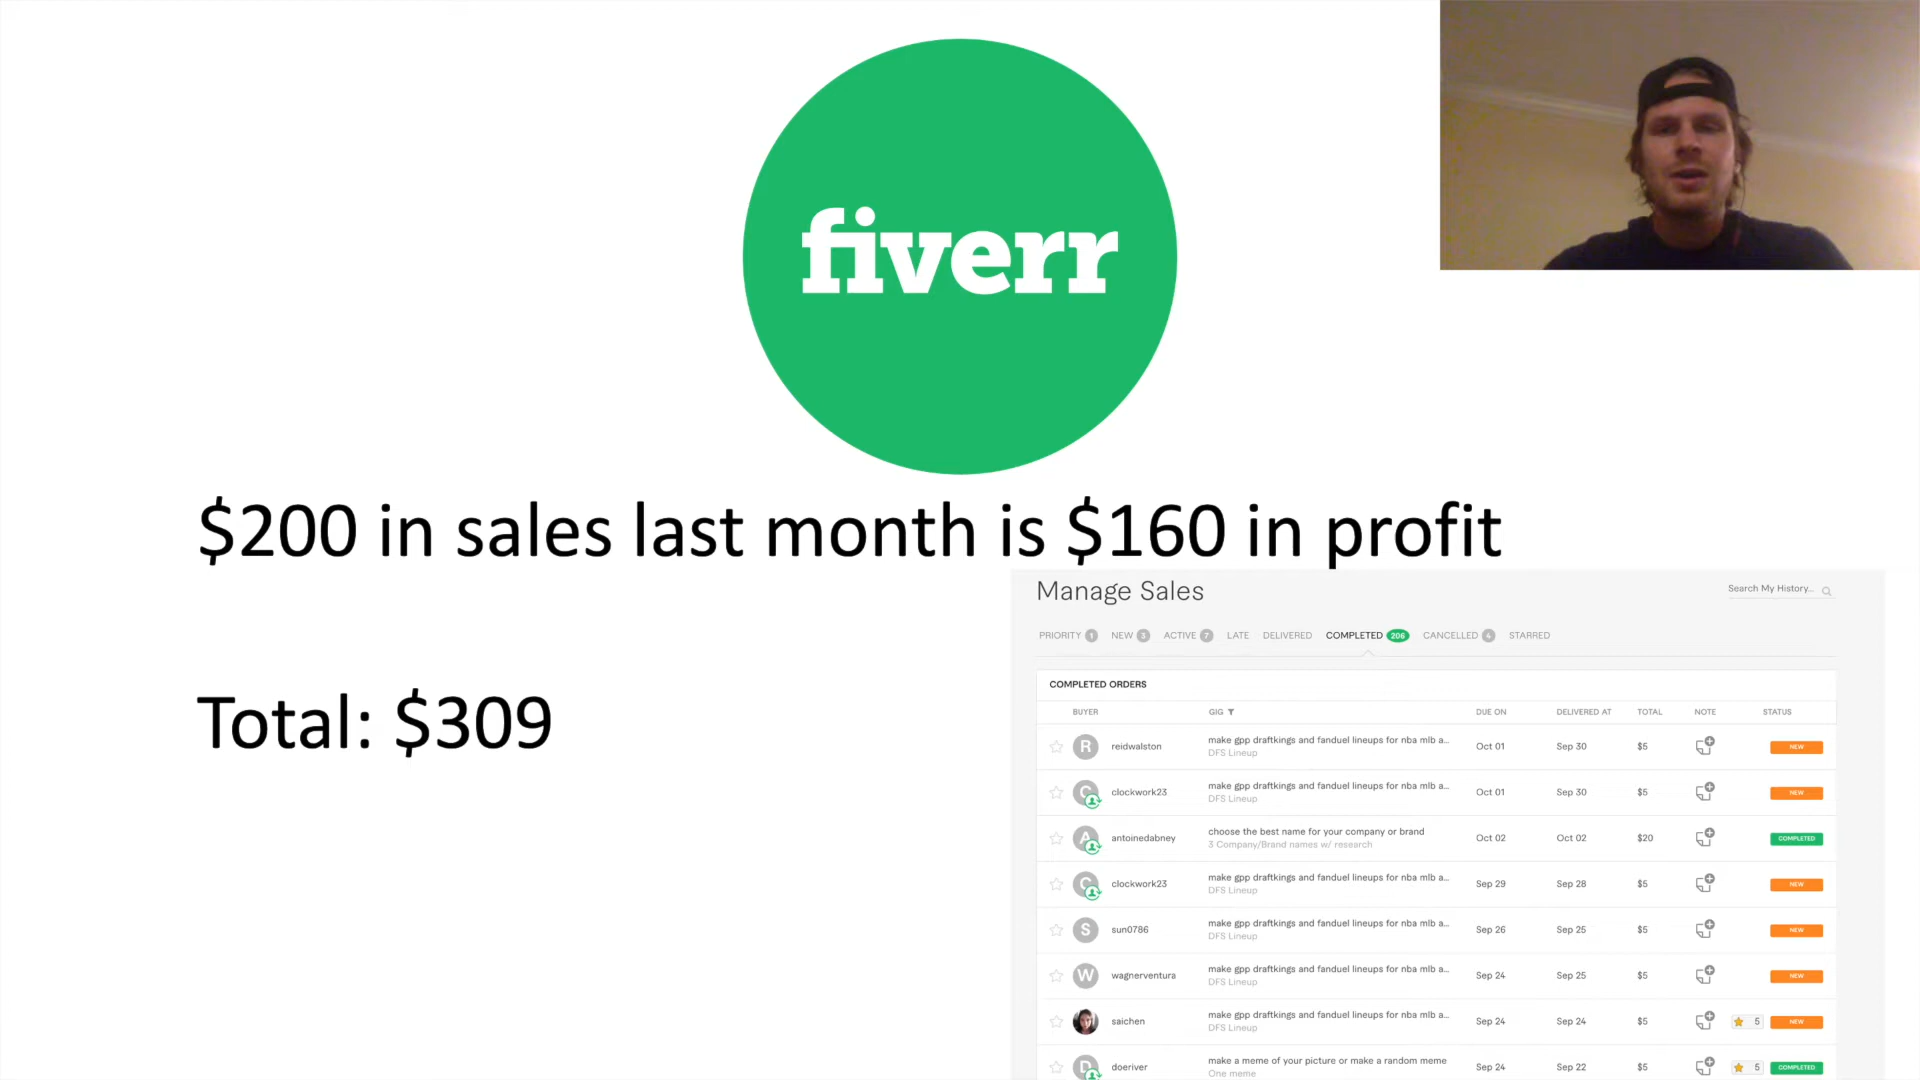 fiverr
$200 in sales last month is $160 in profit
Total: $309
Manage Sales
Search My History...
PRIORITY 1 NEW 3 ACTIVE 7 LATE DELIVERED COMPLETED 206 CANCELLED 4 STARRED
COMPLETED ORDERS
BUYER GIG DUE ON DELIVERED AT TOTAL NOTE STATUS
R reidwalston make gpp draftkings and fanduel lineups for nba mlb a... Oct 01 Sep 30 $5 NEW
DFS Lineup
C clockwork23 make gpp draftkings and fanduel lineups for nba mlb a... Oct 01 Sep 30 $5 NEW
DFS Lineup
A antoinedabney choose the best name for your company or brand Oct 02 Oct 02 $20 COMPLETED
3 Company/Brand names w/ research
C clockwork23 make gpp draftkings and fanduel lineups for nba mlb a... Sep 29 Sep 28 $5 NEW
DFS Lineup
S sun0786 make gpp draftkings and fanduel lineups for nba mlb a... Sep 26 Sep 25 $5 NEW
DFS Lineup
W wagnerventura make gpp draftkings and fanduel lineups for nba mlb a... Sep 24 Sep 25 $5 NEW
DFS Lineup
saichen make gpp draftkings and fanduel lineups for nba mlb a... Sep 24 Sep 24 $5 5 NEW
DFS Lineup
D doeriver make a meme of your picture or make a random meme Sep 24 Sep 22 $5 5 COMPLETED
One meme